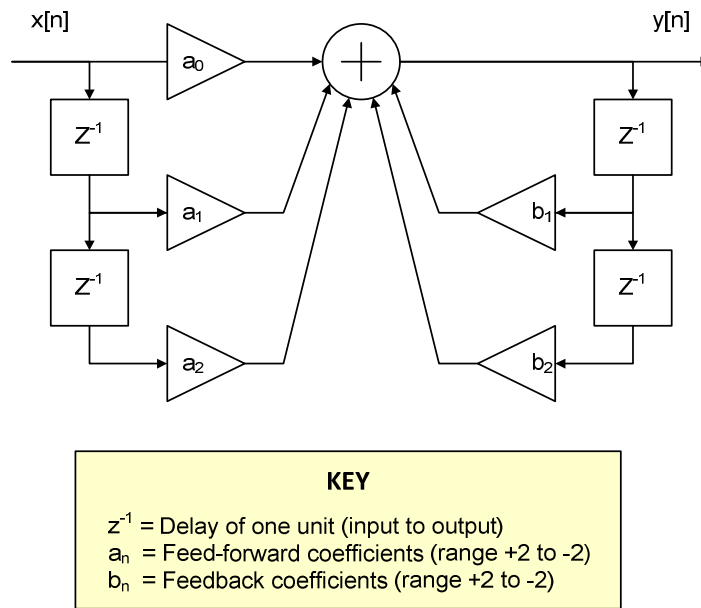 x[n] y[n]
a₀
Z⁻¹ Z⁻¹
a₁ b₁
Z⁻¹ Z⁻¹
a₂ b₂
KEY
z⁻¹ = Delay of one unit (input to output)
aₙ = Feed-forward coefficients (range +2 to -2)
bₙ = Feedback coefficients (range +2 to -2)